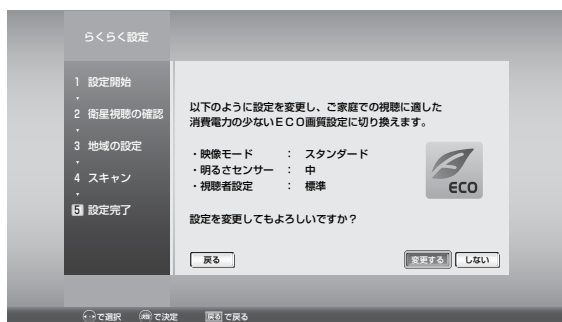 らくらく設定
1 設定開始
2 衛星視聴の確認
3 地域の設定
4 スキャン
5 設定完了
以下のように設定を変更し、ご家庭での視聴に適した
消費電力の少ないＥＣＯ画質設定に切り換えます。
・映像モード ： スタンダード
・明るさセンサー ： 中
・視聴者設定 ： 標準
ECO
設定を変更してもよろしいですか？
戻る
変更する しない
で選択 決定 で決定 戻る で戻る